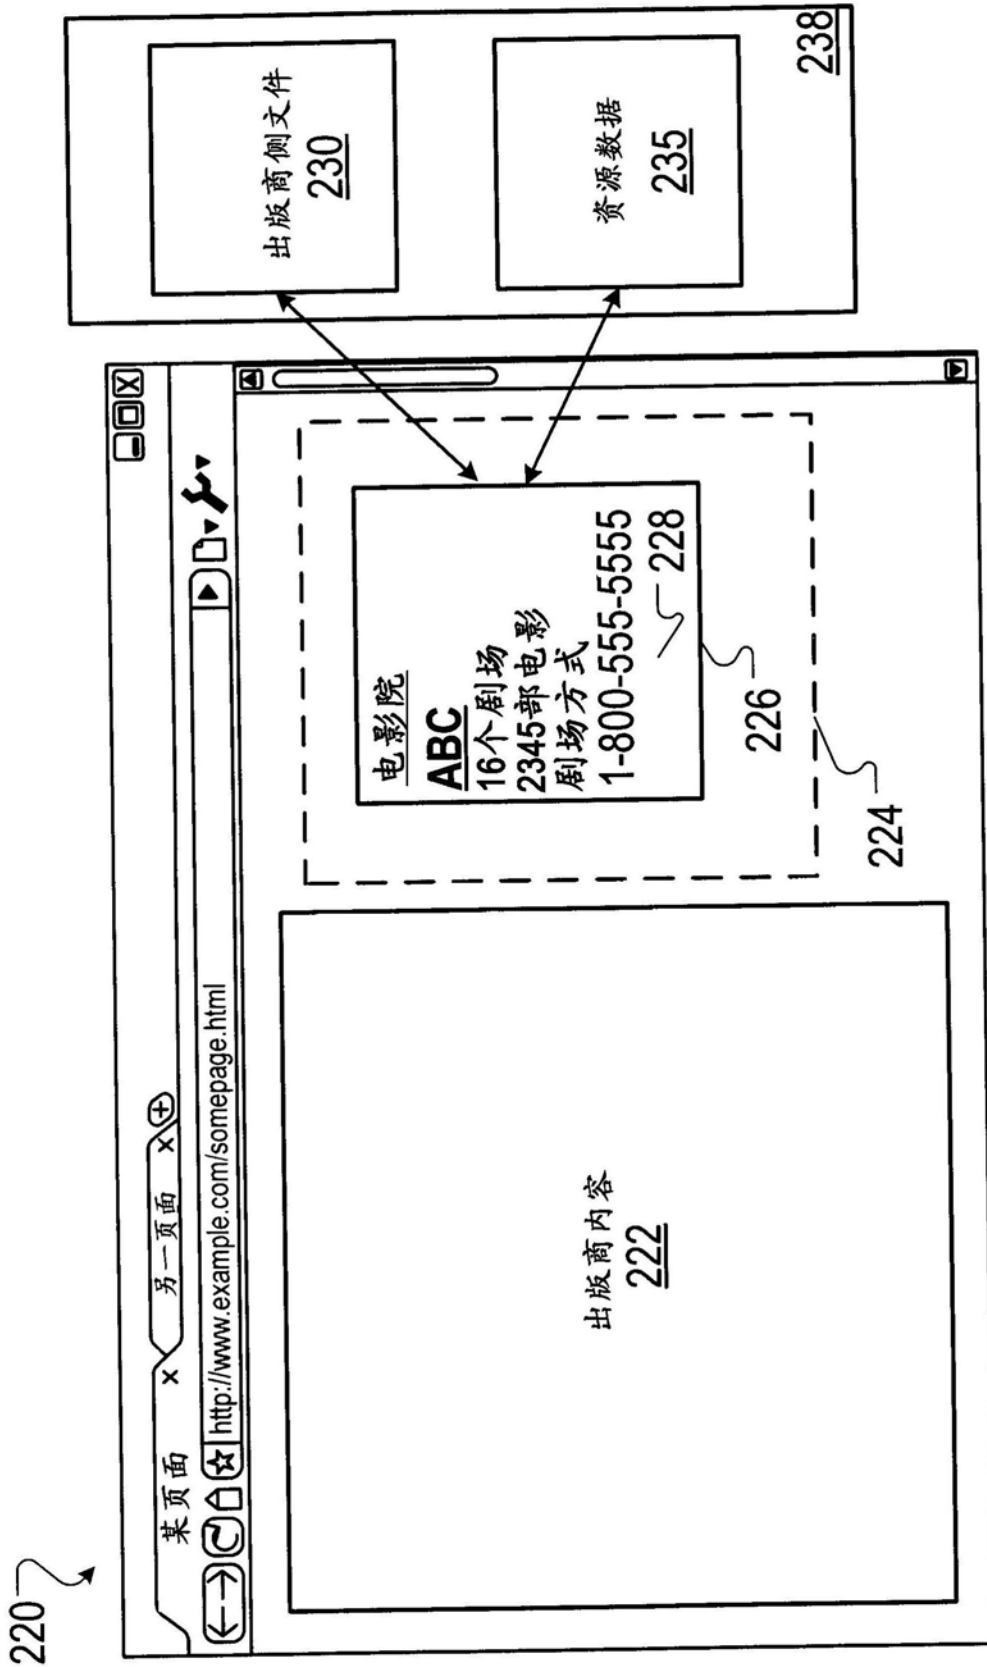 220
某页面 X
另一页面 X
http://www.example.com/somepage.html
出版商内容
222
电影院
ABC
16个剧场
2345部电影
剧场方式
1-800-555-5555
228
226
224
出版商侧文件
230
资源数据
235
238